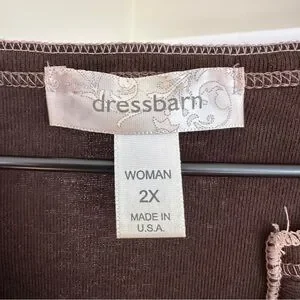 dressbarn
WOMAN
2X
MADE IN
U.S.A.